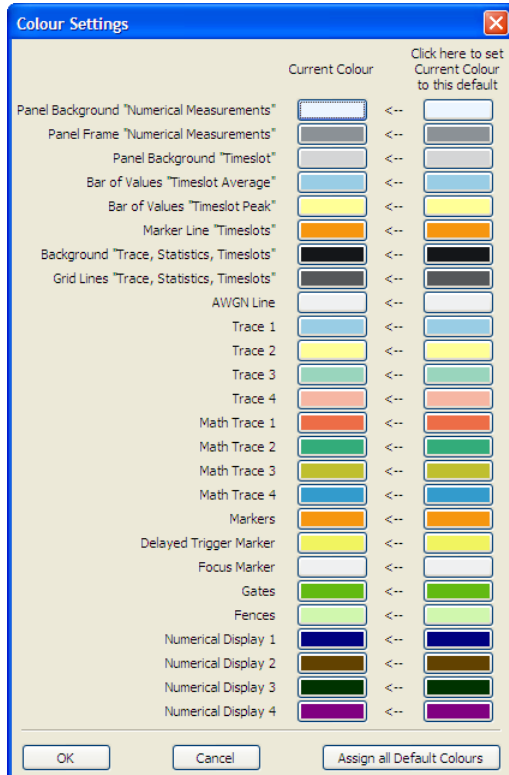 Colour Settings
Click here to set
Current Colour Current Colour
to this default
Panel Background "Numerical Measurements" <--
Panel Frame "Numerical Measurements" <--
Panel Background "Timeslot" <--
Bar of Values "Timeslot Average" <--
Bar of Values "Timeslot Peak" <--
Marker Line "Timeslots" <--
Background "Trace, Statistics, Timeslots" <--
Grid Lines "Trace, Statistics, Timeslots" <--
AWGN Line <--
Trace 1 <--
Trace 2 <--
Trace 3 <--
Trace 4 <--
Math Trace 1 <--
Math Trace 2 <--
Math Trace 3 <--
Math Trace 4 <--
Markers <--
Delayed Trigger Marker <--
Focus Marker <--
Gates <--
Fences <--
Numerical Display 1 <--
Numerical Display 2 <--
Numerical Display 3 <--
Numerical Display 4 <--
OK Cancel Assign all Default Colours